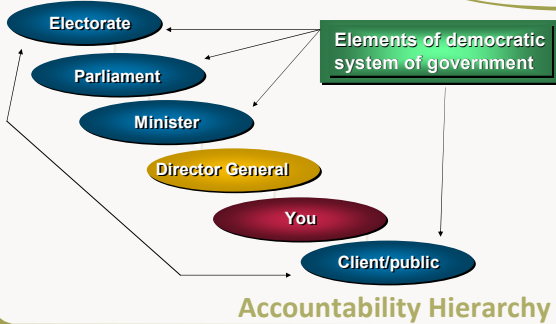 Electorate
Elements of democratic
system of government
Parliament
Minister
Director General
You
Client/public
Accountability Hierarchy